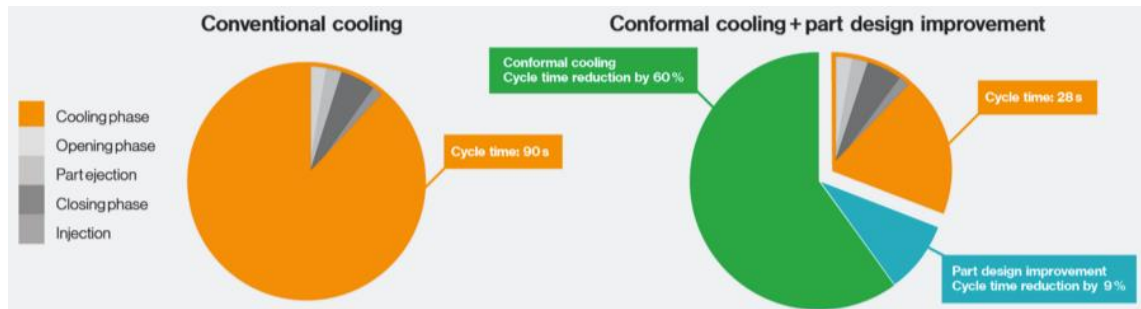 Conventional cooling
Cooling phase
Opening phase
Part ejection
Closing phase
Injection
Cycle time: 90 s
Conformal cooling + part design improvement
Conformal cooling
Cycle time reduction by 60 %
Cycle time: 28 s
Part design improvement
Cycle time reduction by 9 %